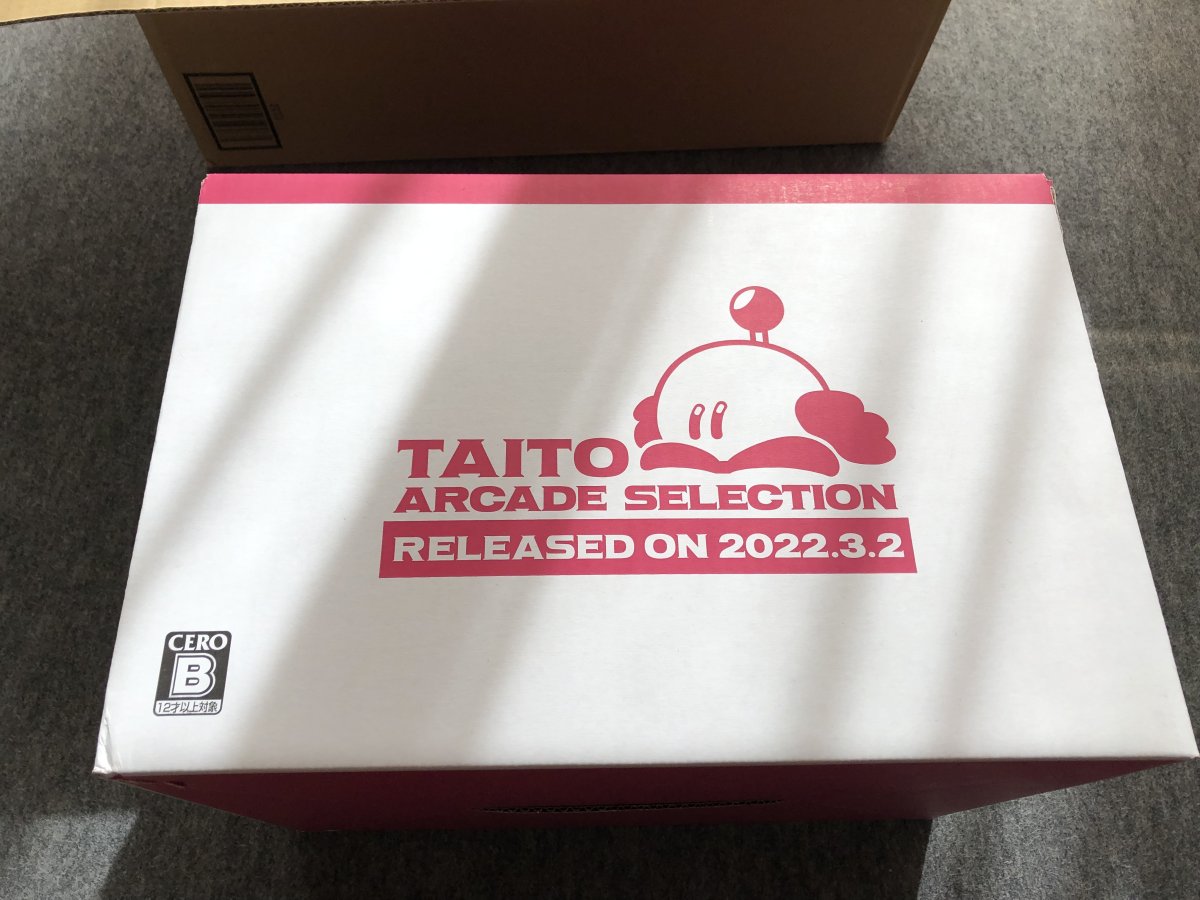 TAITO
ARCADE SELECTION
RELEASED ON 2022.3.2
CERO
B
12才以上対象